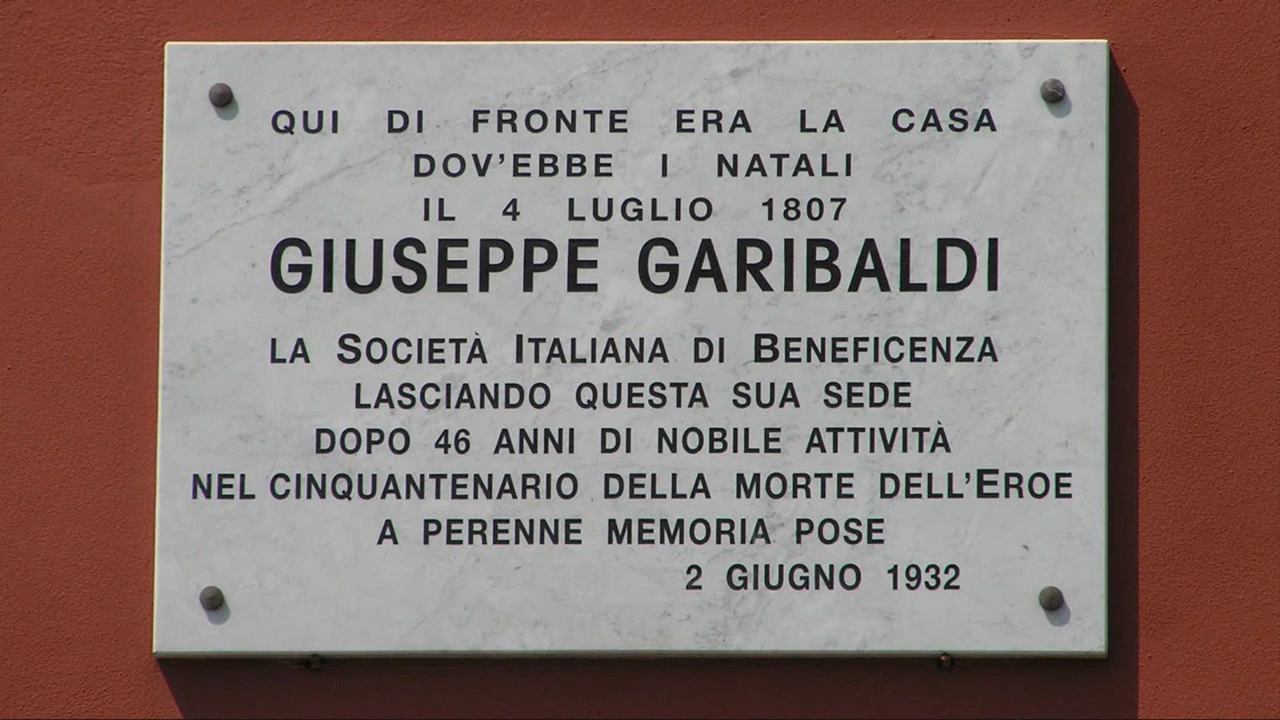 QUI DI FRONTE ERA LA CASA
DOV'EBBE I NATALI
IL 4 LUGLIO 1807
GIUSEPPE GARIBALDI
LA SOCIETÀ ITALIANA DI BENEFICENZA
LASCIANDO QUESTA SUA SEDE
DOPO 46 ANNI DI NOBILE ATTIVITÀ
NEL CINQUANTENARIO DELLA MORTE DELL'EROE
A PERENNE MEMORIA POSE
2 GIUGNO 1932